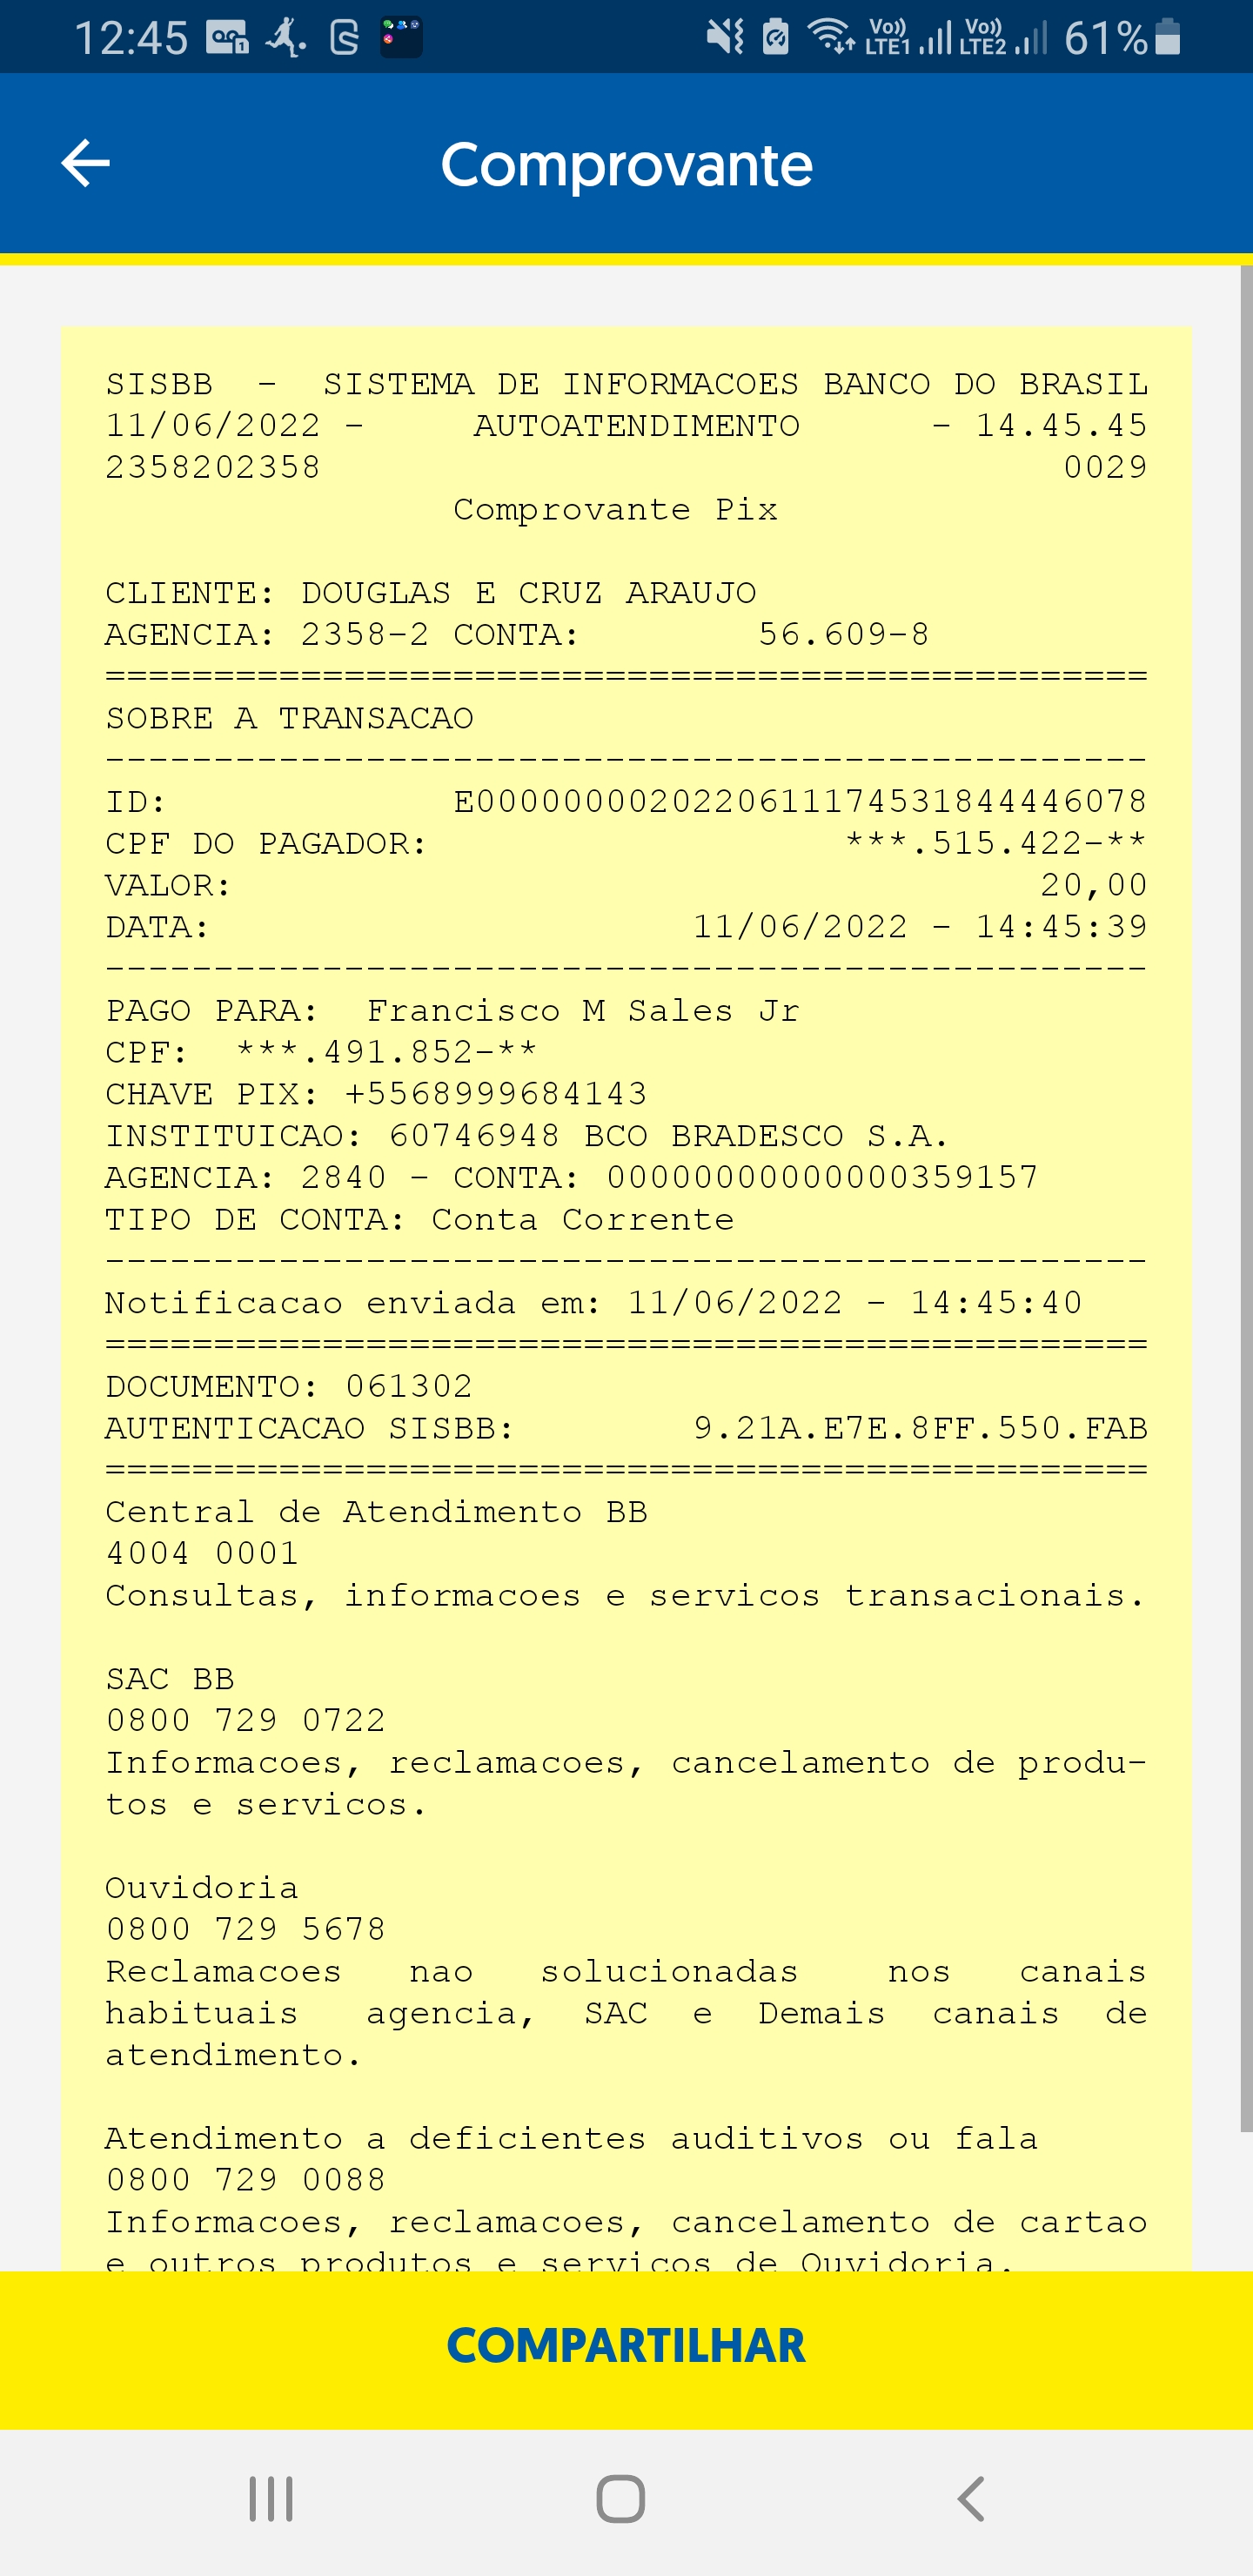 12:45 Vo)) LTE1 Vo)) LTE2 61%
Comprovante
SISBB - SISTEMA DE INFORMACOES BANCO DO BRASIL
11/06/2022 - AUTOATENDIMENTO - 14.45.45
2358202358 0029
Comprovante Pix
CLIENTE: DOUGLAS E CRUZ ARAUJO
AGENCIA: 2358-2 CONTA: 56.609-8
================================================
SOBRE A TRANSACAO
------------------------------------------------
ID: E0000000020220611174531844446078
CPF DO PAGADOR: ***.515.422-**
VALOR: 20,00
DATA: 11/06/2022 - 14:45:39
------------------------------------------------
PAGO PARA: Francisco M Sales Jr
CPF: ***.491.852-**
CHAVE PIX: +5568999684143
INSTITUICAO: 60746948 BCO BRADESCO S.A.
AGENCIA: 2840 - CONTA: 00000000000000359157
TIPO DE CONTA: Conta Corrente
------------------------------------------------
Notificacao enviada em: 11/06/2022 - 14:45:40
================================================
DOCUMENTO: 061302
AUTENTICACAO SISBB: 9.21A.E7E.8FF.550.FAB
================================================
Central de Atendimento BB
4004 0001
Consultas, informacoes e servicos transacionais.
SAC BB
0800 729 0722
Informacoes, reclamacoes, cancelamento de produ-
tos e servicos.
Ouvidoria
0800 729 5678
Reclamacoes nao solucionadas nos canais
habituais agencia, SAC e Demais canais de
atendimento.
Atendimento a deficientes auditivos ou fala
0800 729 0088
Informacoes, reclamacoes, cancelamento de cartao
e outros produtos e servicos de Ouvidoria.
COMPARTILHAR